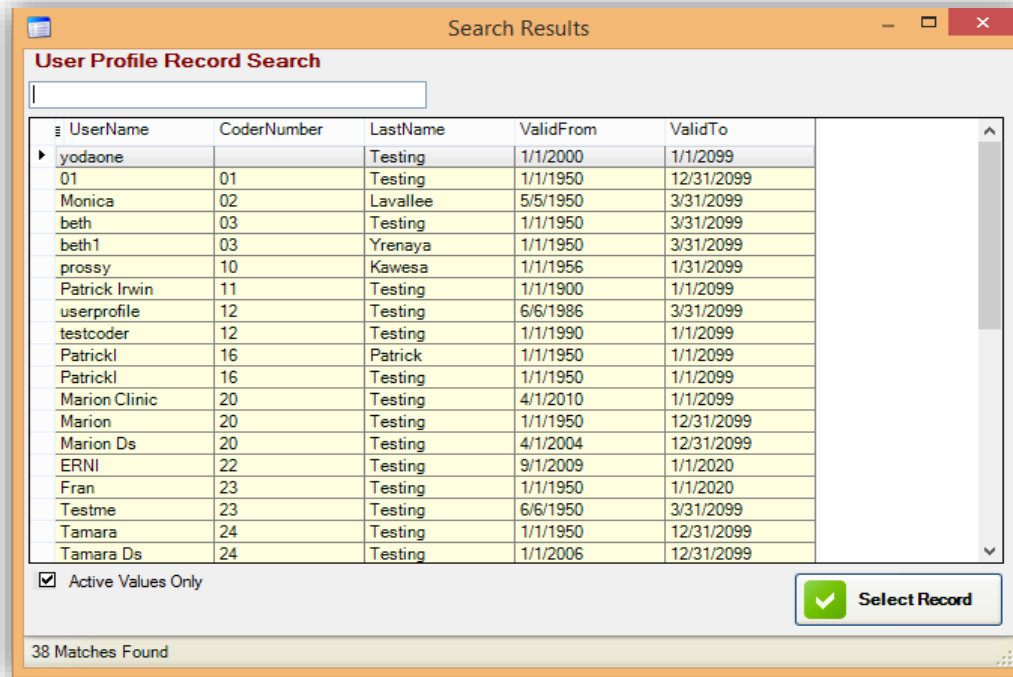 Search Results
User Profile Record Search
UserName CoderNumber LastName ValidFrom ValidTo
yodaone Testing 1/1/2000 1/1/2099
01 01 Testing 1/1/1950 12/31/2099
Monica 02 Lavallee 5/5/1950 3/31/2099
beth 03 Testing 1/1/1950 3/31/2099
beth1 03 Yrenaya 1/1/1950 3/31/2099
prossy 10 Kawesa 1/1/1956 1/31/2099
Patrick Irwin 11 Testing 1/1/1900 1/1/2099
userprofile 12 Testing 6/6/1986 3/31/2099
testcoder 12 Testing 1/1/1990 1/1/2099
PatrickI 16 Patrick 1/1/1950 1/1/2099
PatrickI 16 Testing 1/1/1950 1/1/2099
Marion Clinic 20 Testing 4/1/2010 1/1/2099
Marion 20 Testing 1/1/1950 12/31/2099
Marion Ds 20 Testing 4/1/2004 12/31/2099
ERNI 22 Testing 9/1/2009 1/1/2020
Fran 23 Testing 1/1/1950 1/1/2020
Testme 23 Testing 6/6/1950 3/31/2099
Tamara 24 Testing 1/1/1950 12/31/2099
Tamara Ds 24 Testing 1/1/2006 12/31/2099
Active Values Only
Select Record
38 Matches Found